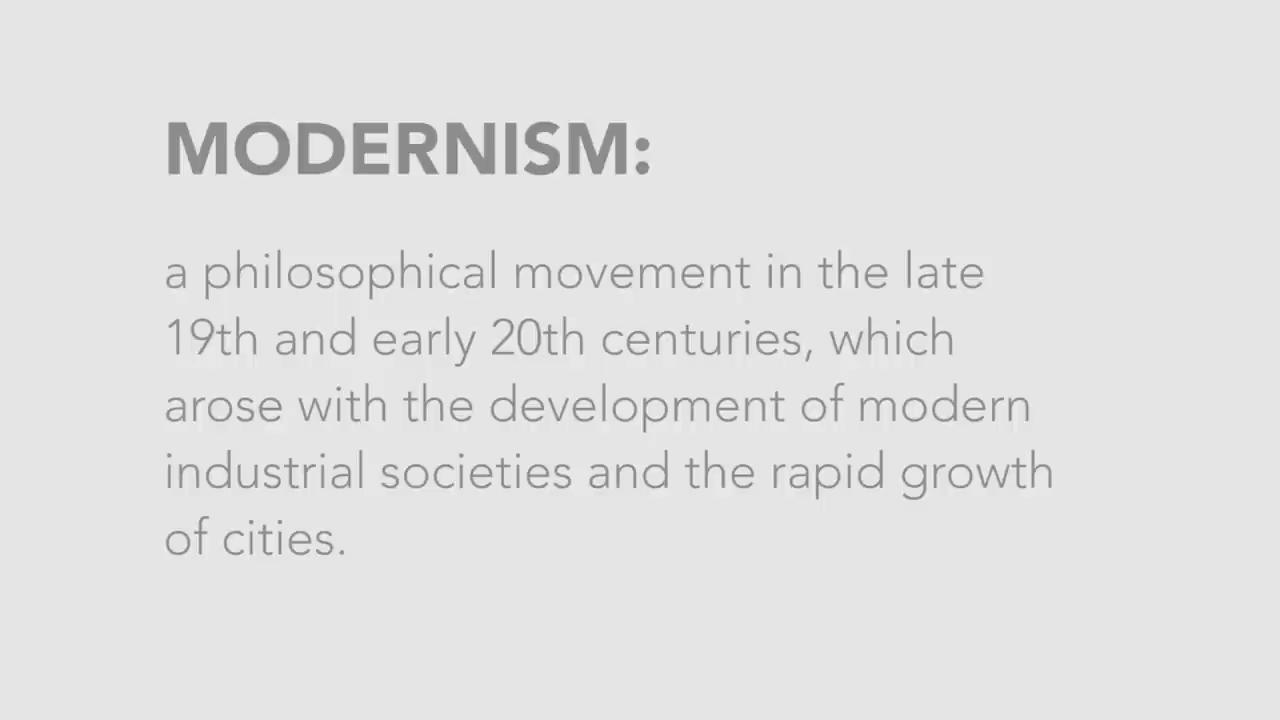 MODERNISM:
a philosophical movement in the late
19th and early 20th centuries, which
arose with the development of modern
industrial societies and the rapid growth
of cities.